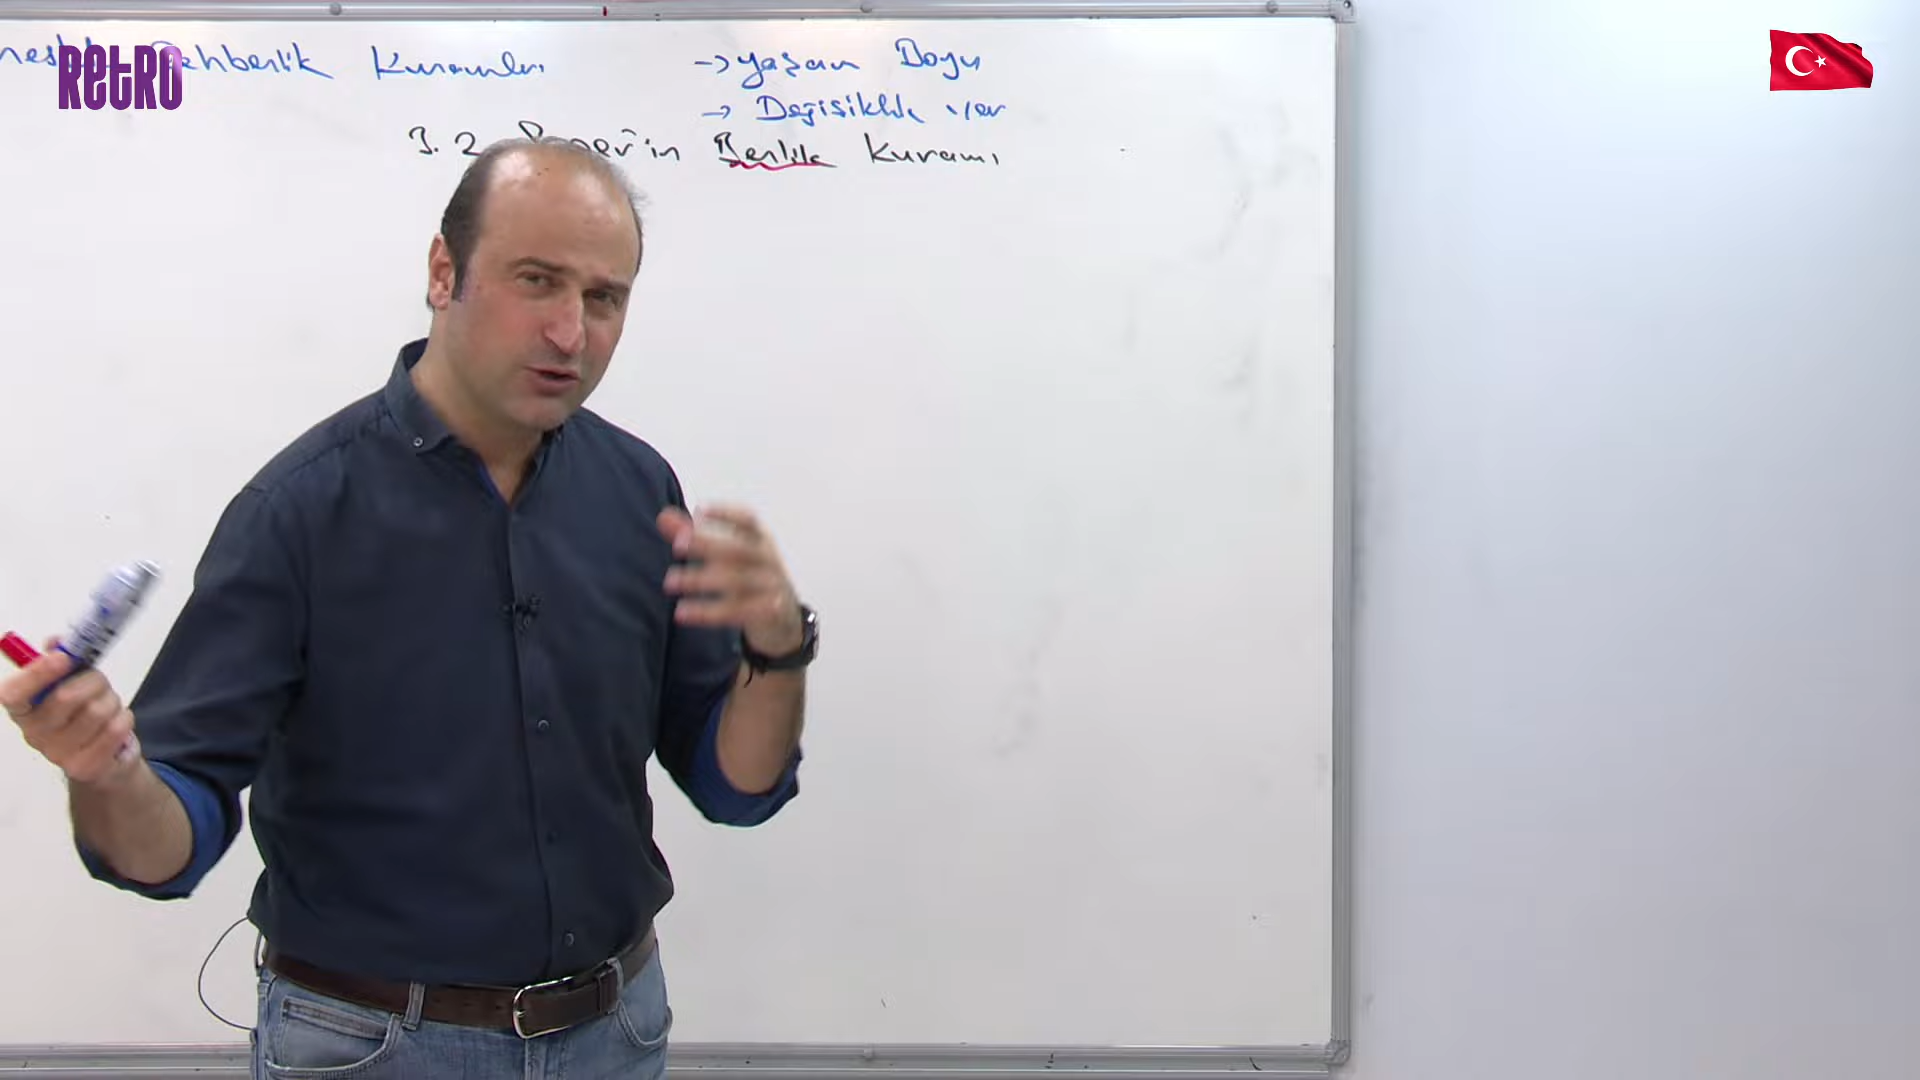 RETRO
Rehberlik Kuramları → yaşam Boyu
→ Değişiklik var
3.2 Super'in Benlik Kuramı